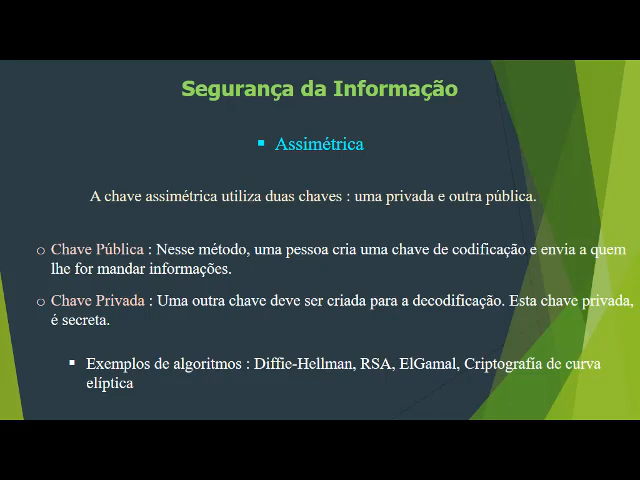 Segurança da Informação
▪ Assimétrica
A chave assimétrica utiliza duas chaves : uma privada e outra pública.
o Chave Pública : Nesse método, uma pessoa cria uma chave de codificação e envia a quem
lhe for mandar informações.
o Chave Privada : Uma outra chave deve ser criada para a decodificação. Esta chave privada,
é secreta.
▪ Exemplos de algoritmos : Diffie-Hellman, RSA, ElGamal, Criptografia de curva
elíptica